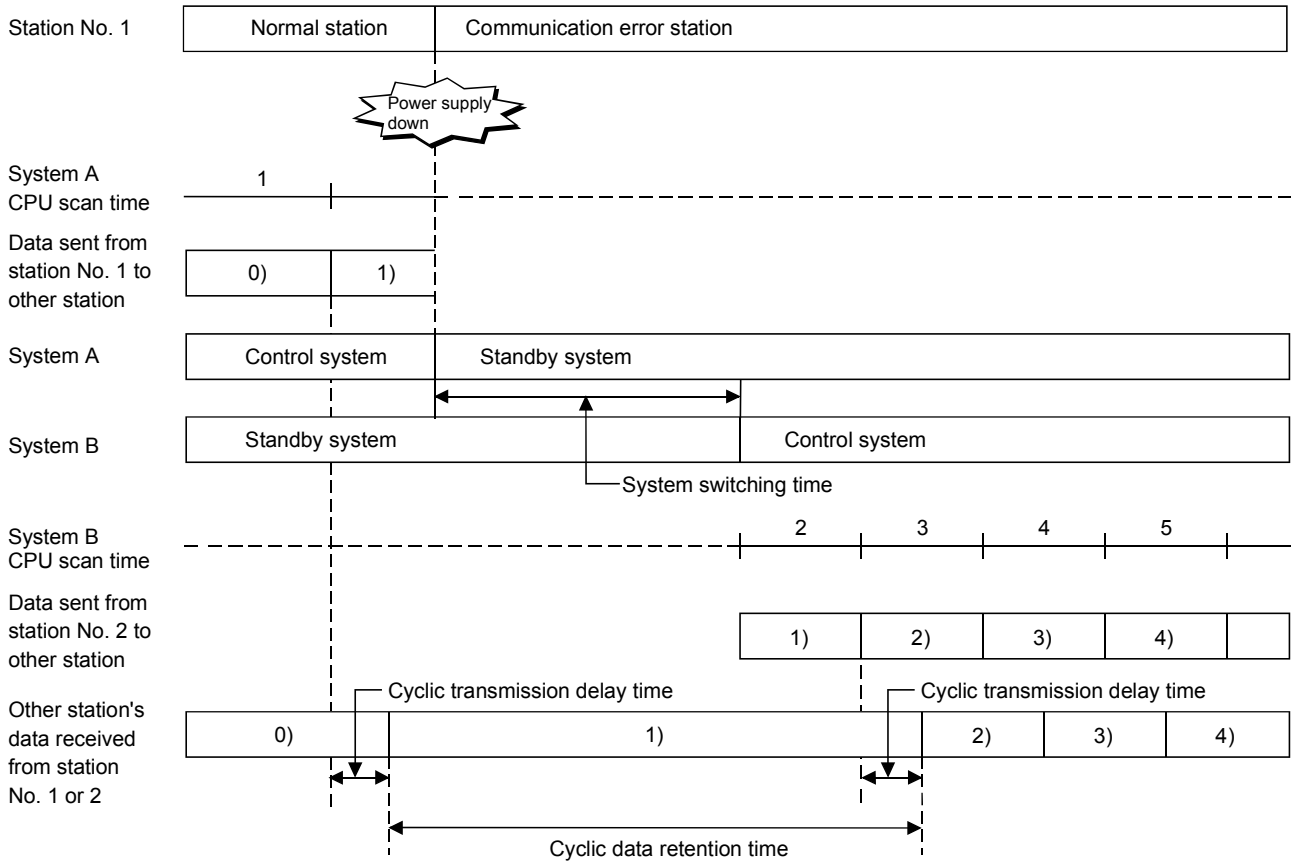 Station No. 1
Normal station
Communication error station
Power supply
down
System A
CPU scan time
1
Data sent from
station No. 1 to
other station
0)
1)
System A
Control system
Standby system
System B
Standby system
Control system
System switching time
System B
CPU scan time
2
3
4
5
Data sent from
station No. 2 to
other station
1)
2)
3)
4)
Cyclic transmission delay time
Cyclic transmission delay time
Other station's
data received
from station
No. 1 or 2
0)
1)
2)
3)
4)
Cyclic data retention time